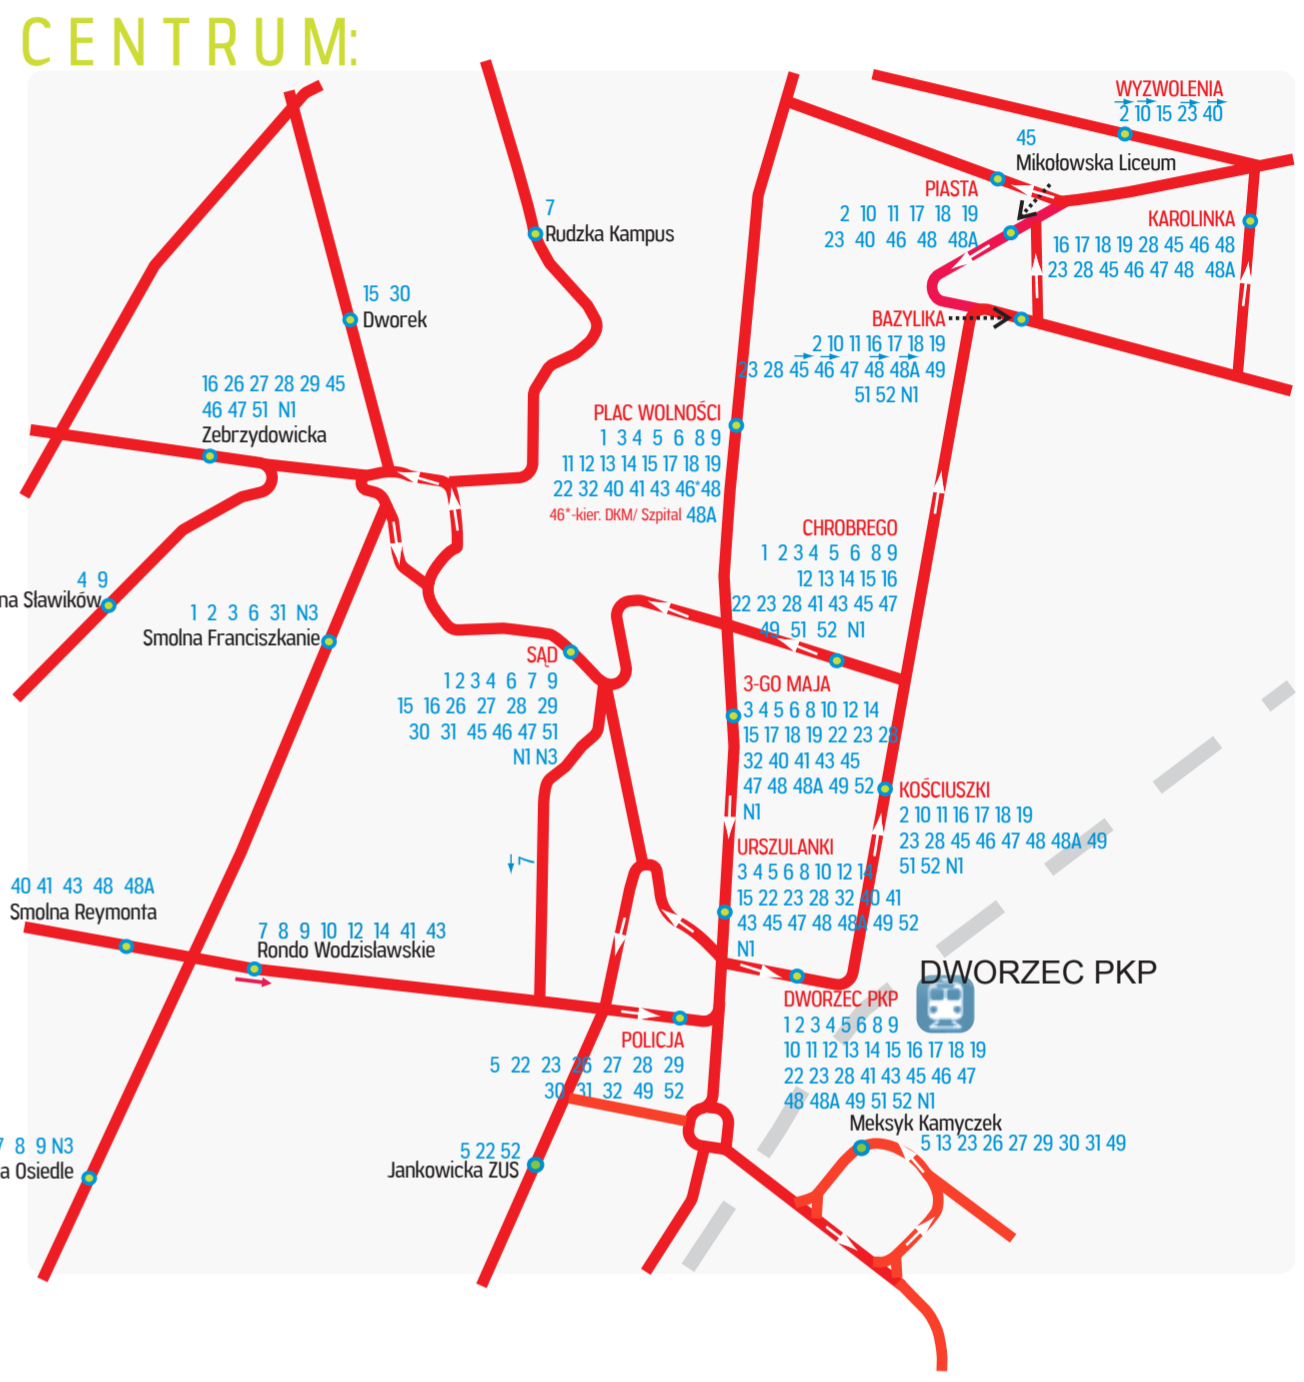 CENTRUM:
WYZWOLENIA
2 10 15 23 40
45
Mikołowska Liceum
PIASTA
2 10 11 17 18 19
23 40 46 48 48A
KAROLINKA
16 17 18 19 28 45 46 48
23 28 45 46 47 48 48A
7
Rudzka Kampus
15 30
Dworek
BAZYLIKA
2 10 11 16 17 18 19
23 28 45 46 47 48 48A 49
51 52 N1
16 26 27 28 29 45
46 47 51 N1
Zebrzydowicka
PLAC WOLNOŚCI
1 3 4 5 6 8 9
11 12 13 14 15 17 18 19
22 32 40 41 43 46*48
46*-kier. DKM/ Szpital 48A
CHROBREGO
1 2 3 4 5 6 8 9
12 13 14 15 16
22 23 28 41 43 45 47
49 51 52 N1
4 9
na Sławików
1 2 3 6 31 N3
Smolna Franciszkanie
SĄD
1 2 3 4 6 7 9
15 16 26 27 28 29
30 31 45 46 47 51
N1 N3
3-GO MAJA
3 4 5 6 8 10 12 14
15 17 18 19 22 23 28
32 40 41 43 45
47 48 48A 49 52
N1
KOŚCIUSZKI
2 10 11 16 17 18 19
23 28 45 46 47 48 48A 49
51 52 N1
7
URSZULANKI
3 4 5 6 8 10 12 14
15 22 23 28 32 40 41
43 45 47 48 48A 49 52
N1
40 41 43 48 48A
Smolna Reymonta
7 8 9 10 12 14 41 43
Rondo Wodzisławskie
DWORZEC PKP
DWORZEC PKP
1 2 3 4 5 6 8 9
10 11 12 13 14 15 16 17 18 19
22 23 28 41 43 45 46 47
48 48A 49 51 52 N1
POLICJA
5 22 23 26 27 28 29
30 31 32 49 52
Meksyk Kamyczek
5 13 23 26 27 29 30 31 49
7 8 9 N3
a Osiedle
5 22 52
Jankowicka ZUS